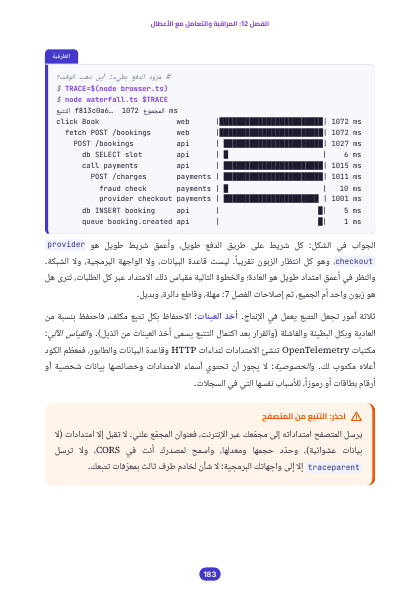 الفصل 12: المراقبة والتعامل مع الأعطال
الطرفية
# مزوّد الدفع بطيء: أين ذهب الوقت؟
$ TRACE=$(node browser.ts)
$ node waterfall.ts $TRACE
التتبع f813c0a6… المجموع 1072 ms
click Book web 1072 ms
fetch POST /bookings web 1072 ms
POST /bookings api 1027 ms
db SELECT slot api 6 ms
call payments api 1015 ms
POST /charges payments 1011 ms
fraud check payments 10 ms
provider checkout payments 1001 ms
db INSERT booking api 5 ms
queue booking.created api 1 ms
الجواب في الشكل: كل شريط على طريق الدفع طويل، وأعمق شريط طويل هو provider
checkout، وهو كل انتظار الزبون تقريباً. ليست قاعدة البيانات، ولا الواجهة البرمجية، ولا الشبكة.
والنظر في أعمق امتداد طويل هو العادة؛ والخطوة التالية مقياس ذلك الامتداد عبر كل الطلبات، لترى هل
هو زبون واحد أم الجميع، ثم إصلاحات الفصل 7: مهلة، وقاطع دائرة، وبديل.
ثلاثة أمور تجعل التتبع يعمل في الإنتاج. أخذ العينات: الاحتفاظ بكل تتبع مكلف، فاحتفظ بنسبة من
العادية وبكل البطيئة والفاشلة (والقرار بعد اكتمال التتبع يسمى أخذ العينات من الذيل). والقياس الآلي:
مكتبات OpenTelemetry تنشئ الامتدادات لنداءات HTTP وقاعدة البيانات والطابور، فمعظم الكود
أعلاه مكتوب لك. والخصوصية: لا يجوز أن تحتوي أسماء الامتدادات وخصائصها بيانات شخصية أو
أرقام بطاقات أو رموزاً، للأسباب نفسها التي في السجلات.
احذر: التتبع من المتصفح
يرسل المتصفح امتداداته إلى مجمّعك عبر الإنترنت، فعنوان المجمّع علني. لا تقبل إلا امتدادات (لا
بيانات عشوائية)، وحدّد حجمها ومعدلها، واسمح لمصدرك أنت في CORS، ولا ترسل
traceparent إلا إلى واجهاتك البرمجية: لا شأن لخادم طرف ثالث بمعرّفات تتبعك.
183